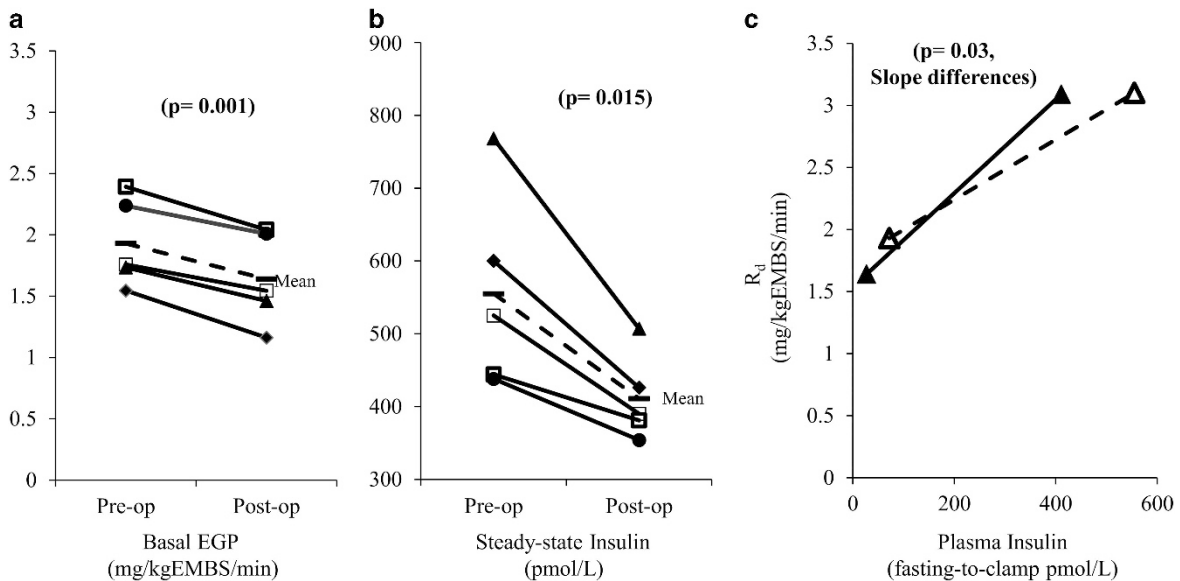 a
3.5
3
2.5
2
1.5
1
0.5
0
(p= 0.001)
Mean
Pre-op Post-op
Basal EGP
(mg/kgEMBS/min)
b
900
800
700
600
500
400
300
(p= 0.015)
Mean
Pre-op Post-op
Steady-state Insulin
(pmol/L)
c
3.5
3
2.5
2
1.5
1
0.5
0
(p= 0.03,
Slope differences)
Rd
(mg/kgEMBS/min)
0 200 400 600
Plasma Insulin
(fasting-to-clamp pmol/L)